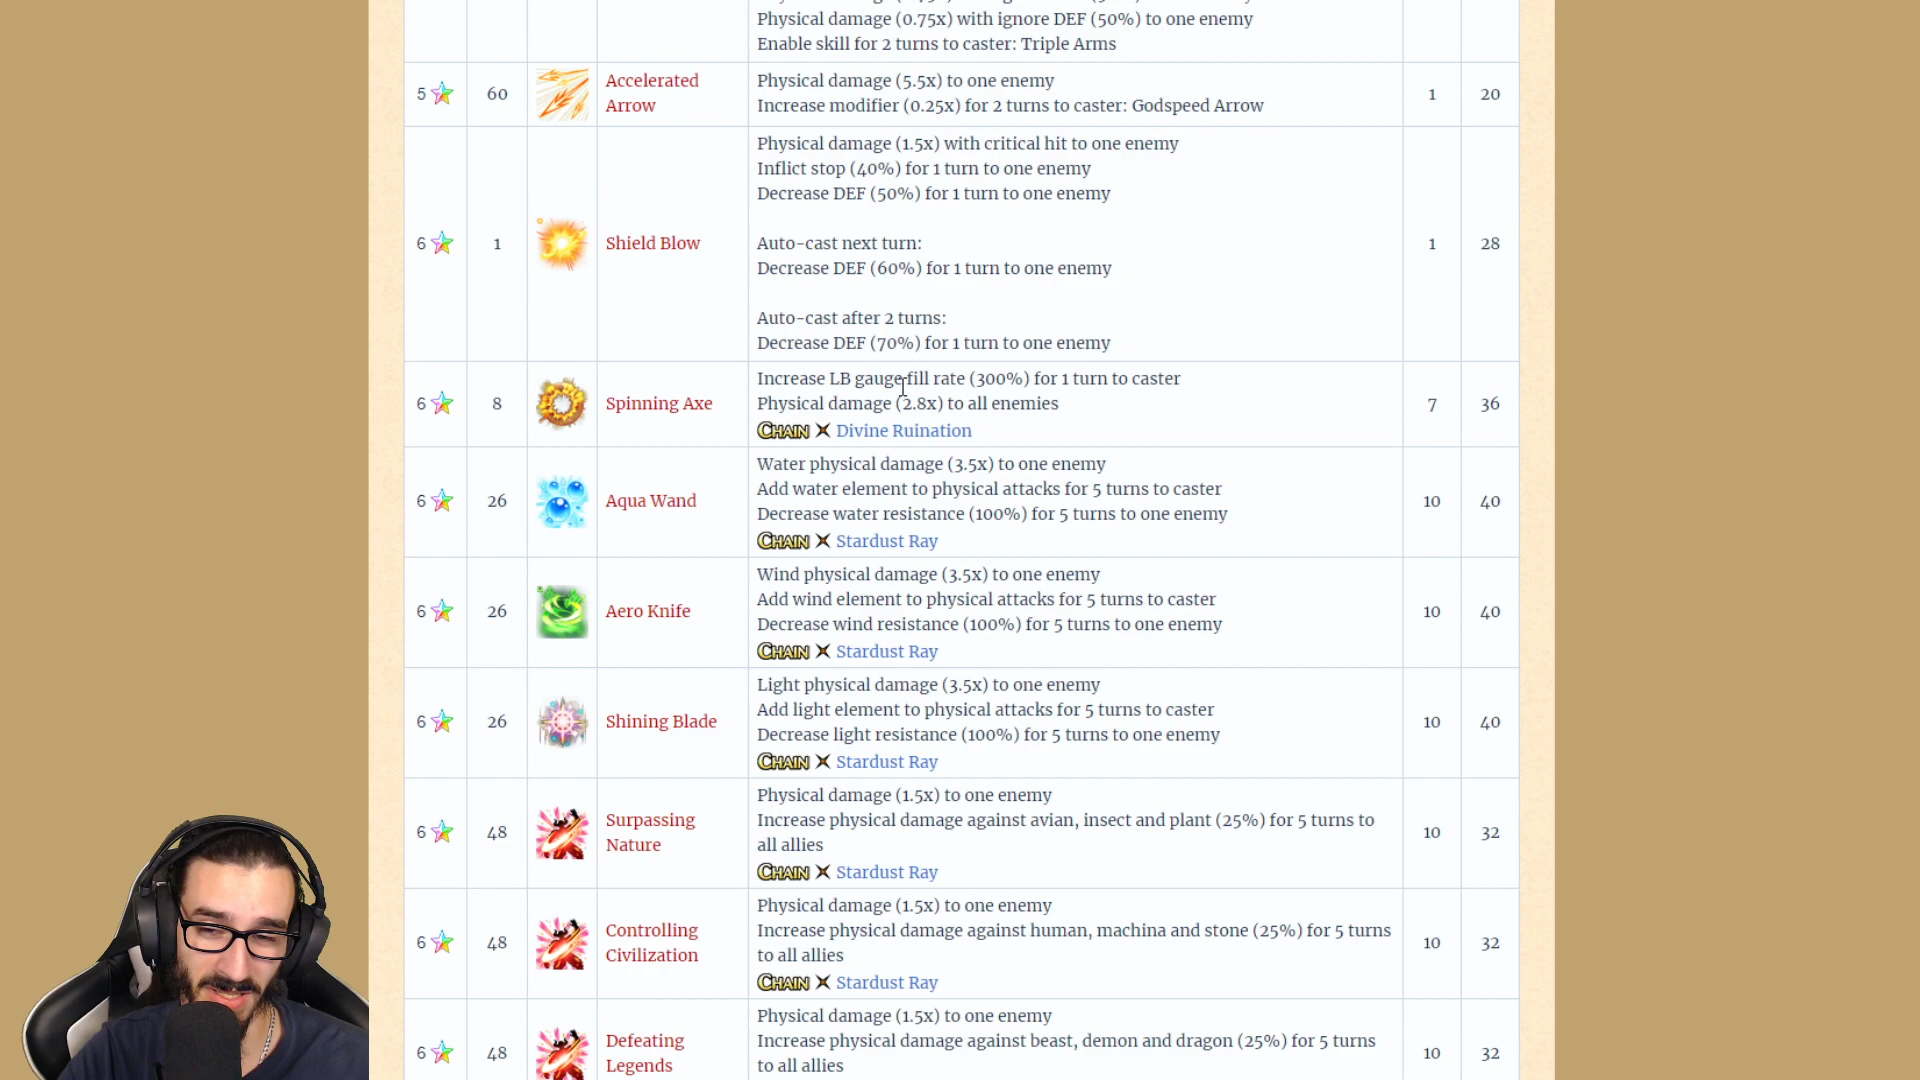 Physical damage (0.75x) with ignore DEF (50%) to one enemy
Enable skill for 2 turns to caster: Triple Arms
5 60 Accelerated Arrow
Physical damage (5.5x) to one enemy
Increase modifier (0.25x) for 2 turns to caster: Godspeed Arrow
1 20
6 1 Shield Blow
Physical damage (1.5x) with critical hit to one enemy
Inflict stop (40%) for 1 turn to one enemy
Decrease DEF (50%) for 1 turn to one enemy
Auto-cast next turn:
Decrease DEF (60%) for 1 turn to one enemy
Auto-cast after 2 turns:
Decrease DEF (70%) for 1 turn to one enemy
1 28
6 8 Spinning Axe
Increase LB gauge fill rate (300%) for 1 turn to caster
Physical damage (2.8x) to all enemies
CHAIN Divine Ruination
7 36
6 26 Aqua Wand
Water physical damage (3.5x) to one enemy
Add water element to physical attacks for 5 turns to caster
Decrease water resistance (100%) for 5 turns to one enemy
CHAIN Stardust Ray
10 40
6 26 Aero Knife
Wind physical damage (3.5x) to one enemy
Add wind element to physical attacks for 5 turns to caster
Decrease wind resistance (100%) for 5 turns to one enemy
CHAIN Stardust Ray
10 40
6 26 Shining Blade
Light physical damage (3.5x) to one enemy
Add light element to physical attacks for 5 turns to caster
Decrease light resistance (100%) for 5 turns to one enemy
CHAIN Stardust Ray
10 40
6 48 Surpassing Nature
Physical damage (1.5x) to one enemy
Increase physical damage against avian, insect and plant (25%) for 5 turns to
all allies
CHAIN Stardust Ray
10 32
6 48 Controlling Civilization
Physical damage (1.5x) to one enemy
Increase physical damage against human, machina and stone (25%) for 5 turns
to all allies
CHAIN Stardust Ray
10 32
6 48 Defeating Legends
Physical damage (1.5x) to one enemy
Increase physical damage against beast, demon and dragon (25%) for 5 turns
to all allies
10 32